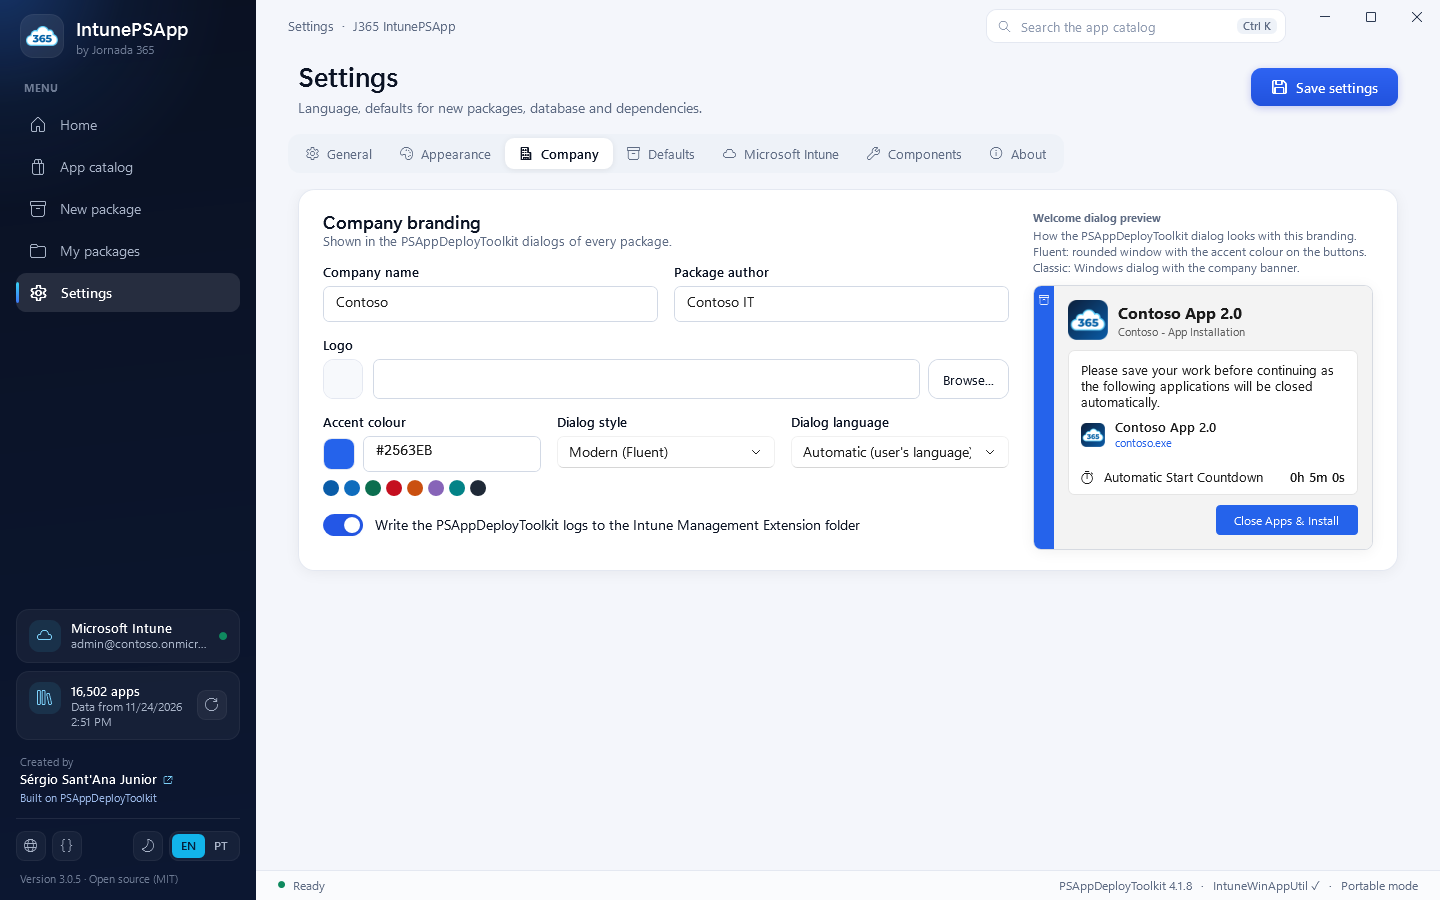 365
IntunePSApp
by Jornada 365
MENU
Home
App catalog
New package
My packages
Settings
Microsoft Intune
admin@contoso.onmicr...
16,502 apps
Data from 11/24/2026
2:51 PM
Created by
Sérgio Sant'Ana Junior
Built on PSAppDeployToolkit
{}
EN
PT
Version 3.0.5 · Open source (MIT)
Settings · J365 IntunePSApp
Search the app catalog
Ctrl K
Settings
Language, defaults for new packages, database and dependencies.
Save settings
General
Appearance
Company
Defaults
Microsoft Intune
Components
About
Company branding
Shown in the PSAppDeployToolkit dialogs of every package.
Company name
Package author
Contoso
Contoso IT
Logo
Browse...
Accent colour
Dialog style
Dialog language
#2563EB
Modern (Fluent)
Automatic (user's language)
Write the PSAppDeployToolkit logs to the Intune Management Extension folder
Welcome dialog preview
How the PSAppDeployToolkit dialog looks with this branding.
Fluent: rounded window with the accent colour on the buttons.
Classic: Windows dialog with the company banner.
365
Contoso App 2.0
Contoso - App Installation
Please save your work before continuing as
the following applications will be closed
automatically.
365
Contoso App 2.0
contoso.exe
Automatic Start Countdown
0h 5m 0s
Close Apps & Install
Ready
PSAppDeployToolkit 4.1.8 · IntuneWinAppUtil ✓ · Portable mode